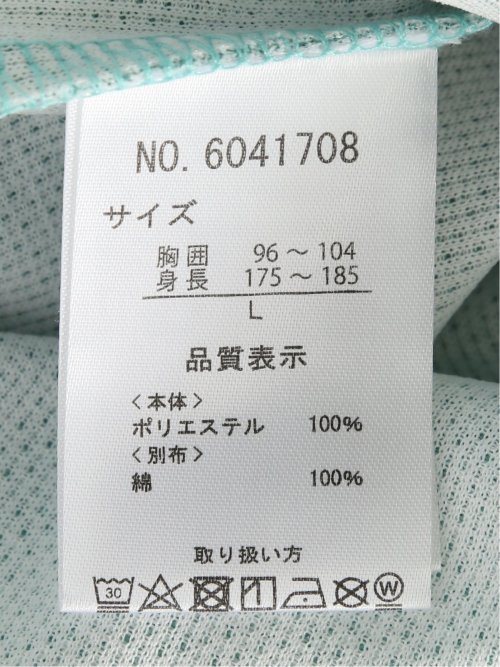 NO. 6041708
サイズ
胸囲 96～104
身長 175～185
L
品質表示
〈本体〉
ポリエステル 100%
〈別布〉
綿 100%
取り扱い方
30 W